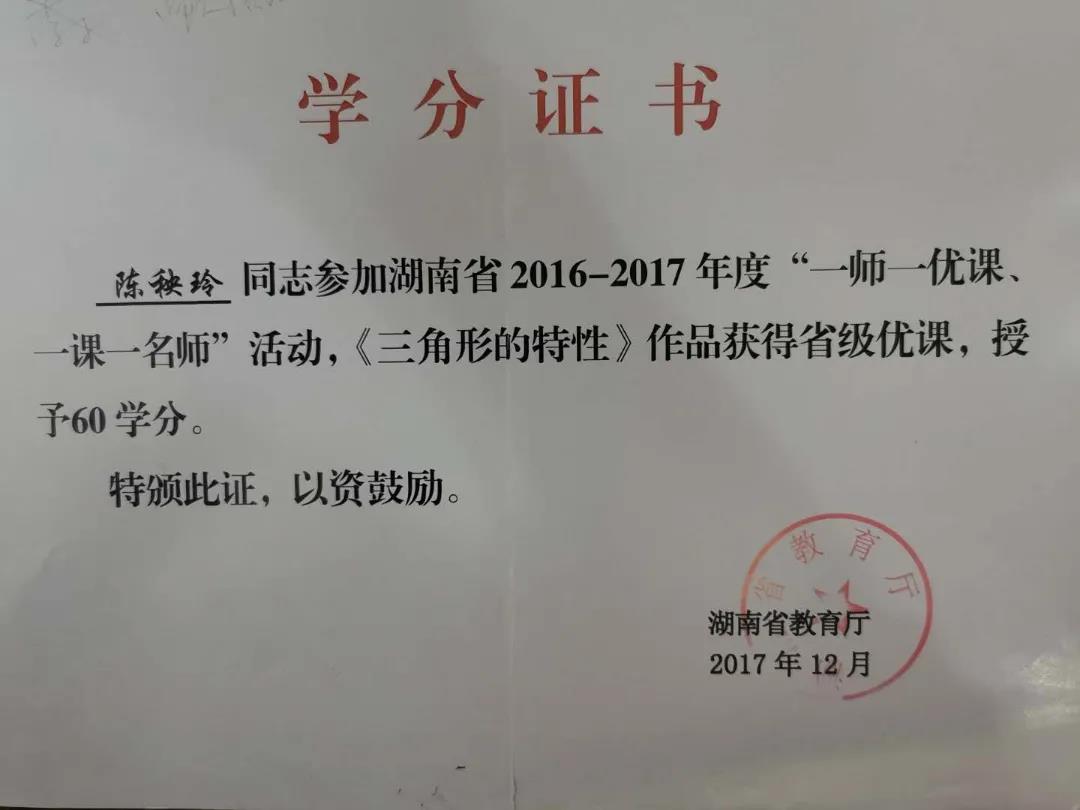 学分证书
陈秧玲 同志参加湖南省2016-2017年度“一师一优课、
一课一名师”活动，《三角形的特性》作品获得省级优课，授
予60学分。
特颁此证，以资鼓励。
省教育厅
湖南省教育厅
2017年12月